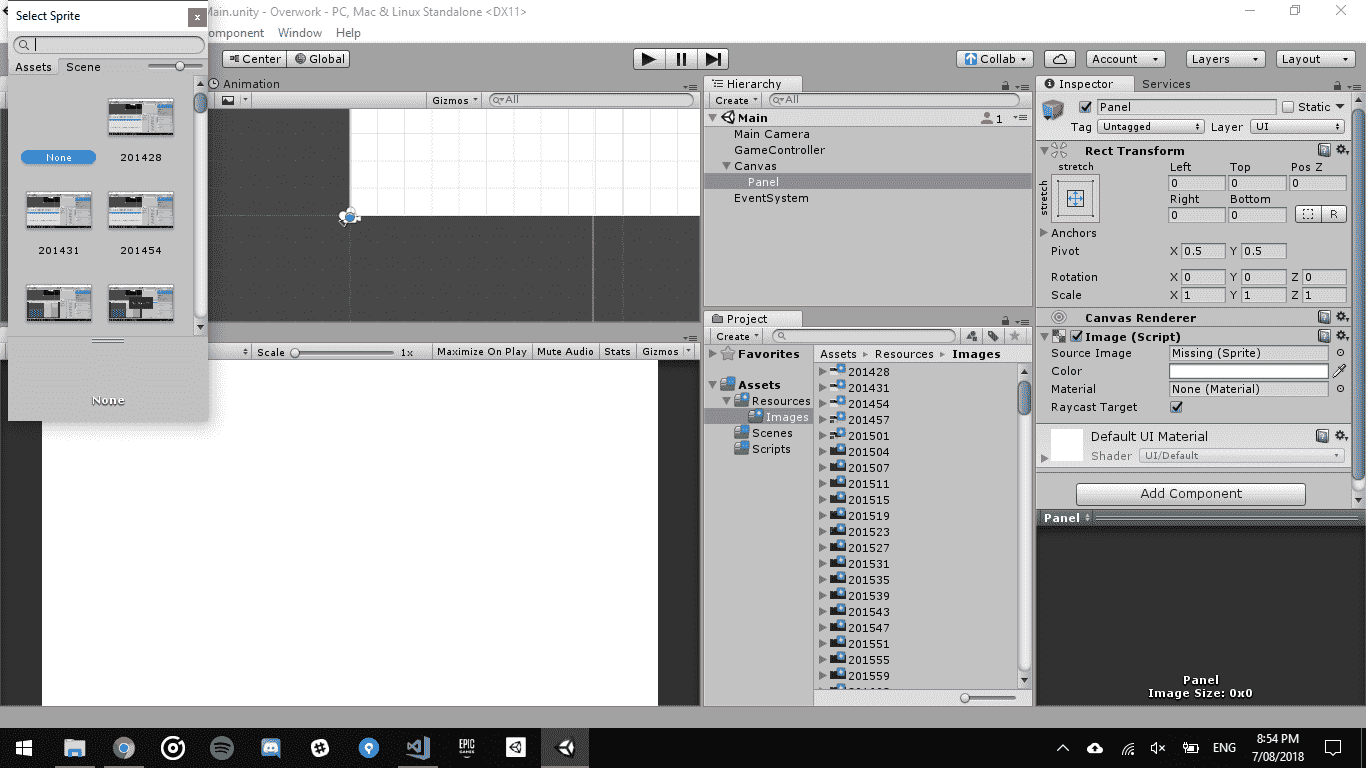 Select Sprite
x
Main.unity - Overwork - PC, Mac & Linux Standalone <DX11>
omponent Window Help
Assets Scene
Center Global
Collab Account Layers Layout
Animation
Gizmos All
None 201428
201431 201454
None
Scale 1x Maximize On Play Mute Audio Stats Gizmos
Hierarchy
Create All
Main 1
Main Camera
GameController
Canvas
Panel
EventSystem
Project
Create
Favorites
Assets
Resources
Images
Scenes
Scripts
Assets Resources Images
201428
201431
201454
201457
201501
201504
201507
201511
201515
201519
201523
201527
201531
201535
201539
201543
201547
201551
201555
201559
Inspector Services
Panel Static
Tag Untagged Layer UI
Rect Transform
stretch
stretch
Left Top Pos Z
0 0 0
Right Bottom
0 0 R
Anchors
Pivot X 0.5 Y 0.5
Rotation X 0 Y 0 Z 0
Scale X 1 Y 1 Z 1
Canvas Renderer
Image (Script)
Source Image Missing (Sprite)
Color
Material None (Material)
Raycast Target
Default UI Material
Shader UI/Default
Add Component
Panel
Panel
Image Size: 0x0
EPIC GAMES
ENG
8:54 PM
7/08/2018